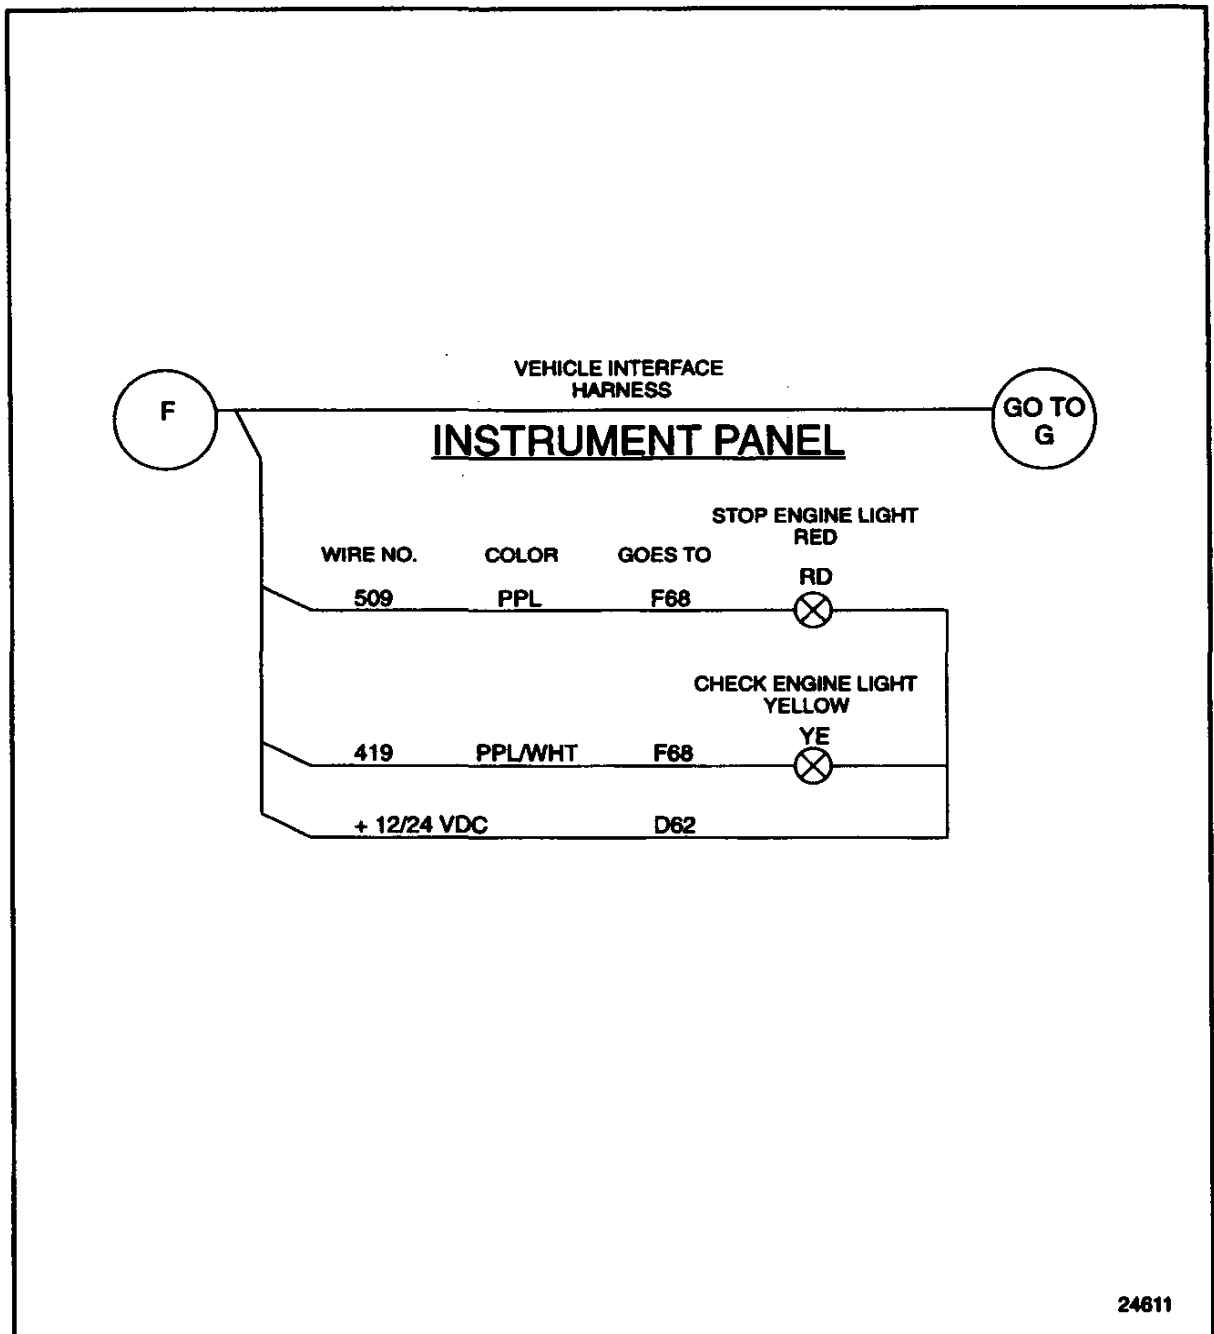 VEHICLE INTERFACE
HARNESS
F
GO TO
G
INSTRUMENT PANEL
STOP ENGINE LIGHT
RED
WIRE NO. COLOR GOES TO
RD
509 PPL F68
CHECK ENGINE LIGHT
YELLOW
YE
419 PPL/WHT F68
+ 12/24 VDC D62
24611